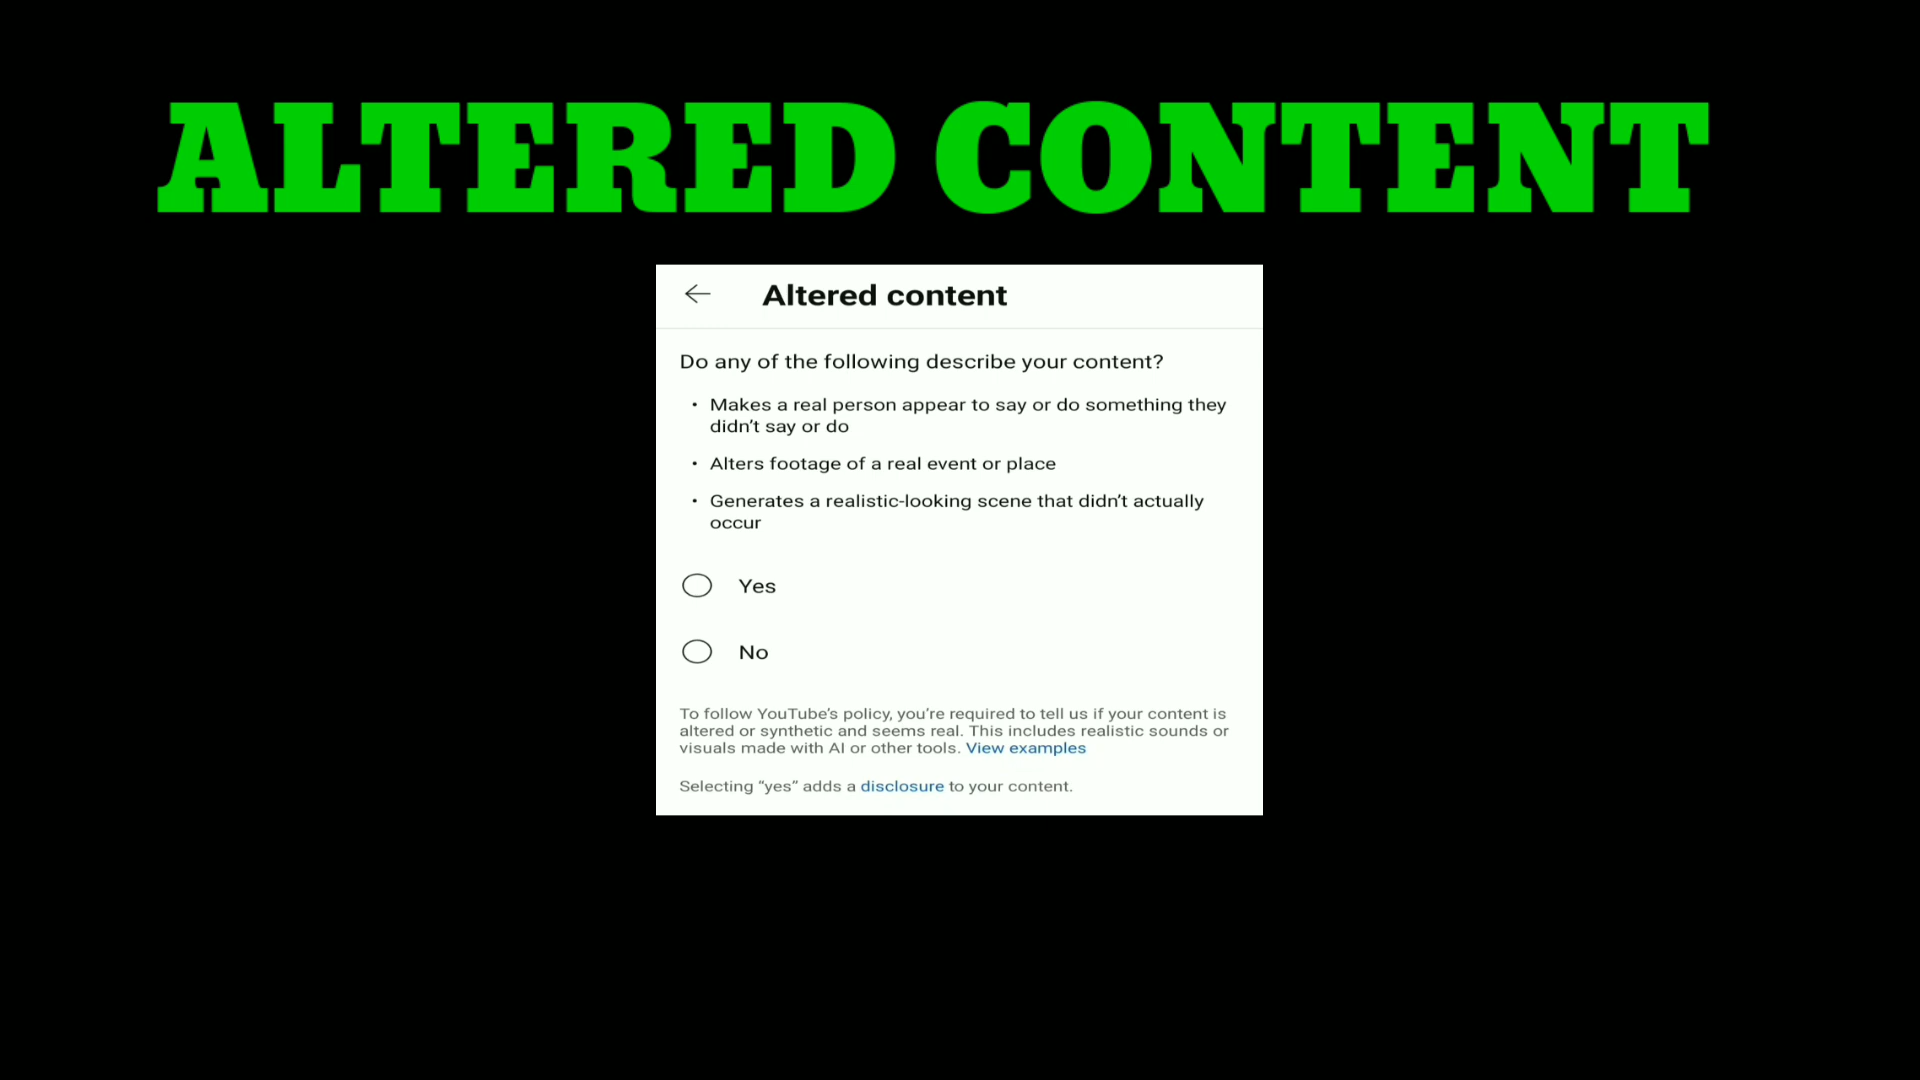 ALTERED CONTENT
Altered content
Do any of the following describe your content?
• Makes a real person appear to say or do something they
didn’t say or do
• Alters footage of a real event or place
• Generates a realistic-looking scene that didn’t actually
occur
Yes
No
To follow YouTube’s policy, you’re required to tell us if your content is
altered or synthetic and seems real. This includes realistic sounds or
visuals made with AI or other tools. View examples
Selecting “yes” adds a disclosure to your content.